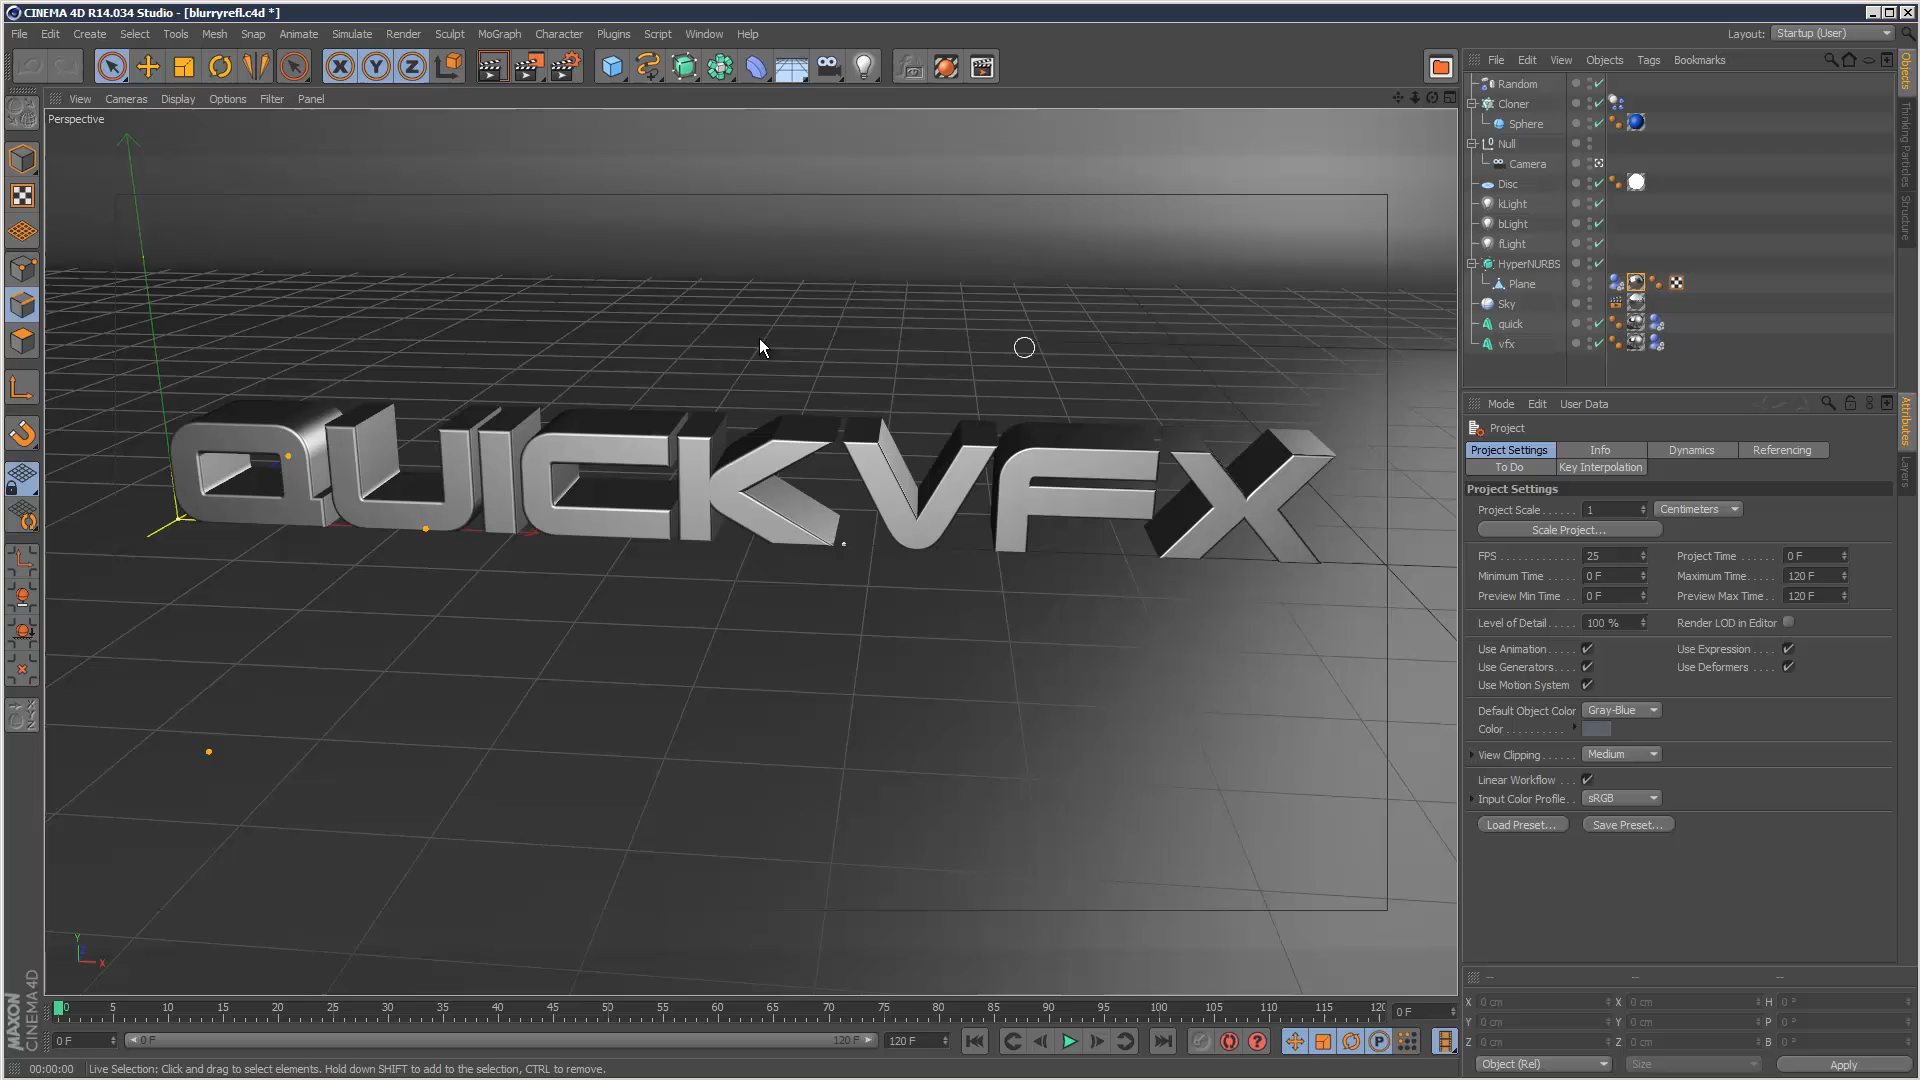 CINEMA 4D R14.034 Studio - [blurryrefl.c4d *]
File Edit Create Select Tools Mesh Snap Animate Simulate Render Sculpt MoGraph Character Plugins Script Window Help
Layout: Startup (User)
View Cameras Display Options Filter Panel
Perspective
QUICK.VFX
Y
X
MAXON
CINEMA 4D
File Edit View Objects Tags Bookmarks
Random
Cloner
Sphere
Null
Camera
Disc
kLight
bLight
fLight
HyperNURBS
Plane
Sky
quick
vfx
Objects
Thinking Particles
Structure
Mode Edit User Data
Project
Project Settings Info Dynamics Referencing
To Do Key Interpolation
Project Settings
Project Scale . . . 1 Centimeters
Scale Project...
FPS . . . . . . . . . . . . 25 Project Time . . . . . . 0 F
Minimum Time . . . . 0 F Maximum Time. . . . . 120 F
Preview Min Time . . 0 F Preview Max Time. . . 120 F
Level of Detail. . . . . 100 % Render LOD in Editor
Use Animation . . . . . Use Expression . . . .
Use Generators. . . . Use Deformers . . . .
Use Motion System
Default Object Color Gray-Blue
Color . . . . . . . . . .
View Clipping. . . . . . Medium
Linear Workflow . . .
Input Color Profile. . sRGB
Load Preset... Save Preset...
Attributes
Layers
0 5 10 15 20 25 30 35 40 45 50 55 60 65 70 75 80 85 90 95 100 105 110 115 120 0 F
0 F 0 F 120 F 120 F
-- -- --
X 0 cm X 0 cm H 0 °
Y 0 cm Y 0 cm P 0 °
Z 0 cm Z 0 cm B 0 °
Object (Rel) Size Apply
00:00:00 Live Selection: Click and drag to select elements. Hold down SHIFT to add to the selection, CTRL to remove.